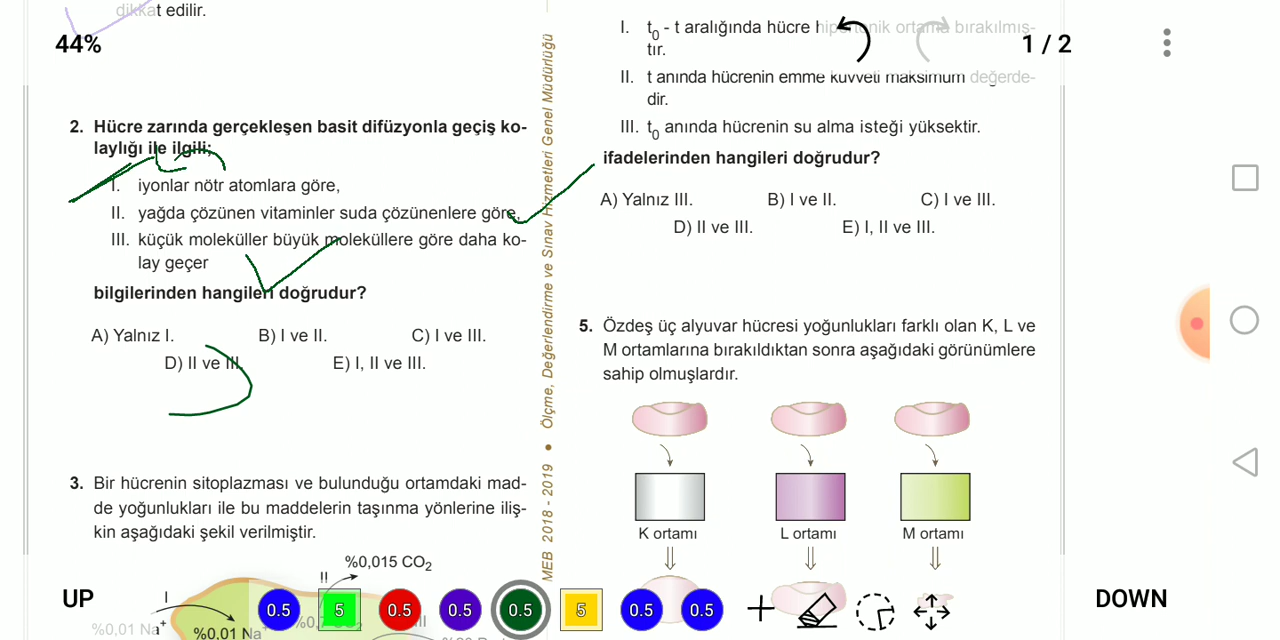 dikkat edilir.
44%
2. Hücre zarında gerçekleşen basit difüzyonla geçiş ko-
laylığı ile ilgili;
I. iyonlar nötr atomlara göre,
II. yağda çözünen vitaminler suda çözünenlere göre,
III. küçük moleküller büyük moleküllere göre daha ko-
lay geçer
bilgilerinden hangileri doğrudur?
A) Yalnız I. B) I ve II. C) I ve III.
D) II ve III. E) I, II ve III.
3. Bir hücrenin sitoplazması ve bulunduğu ortamdaki mad-
de yoğunlukları ile bu maddelerin taşınma yönlerine iliş-
kin aşağıdaki şekil verilmiştir.
%0,015 CO2
II
I
%0,01 Na+
%0,01 Na
III
UP
MEB 2018 - 2019 • Ölçme, Değerlendirme ve Sınav Hizmetleri Genel Müdürlüğü
I. t0 - t aralığında hücre hipertonik ortama bırakılmış-
tır.
1 / 2
II. t anında hücrenin emme kuvveti maksimum değerde-
dir.
III. t0 anında hücrenin su alma isteği yüksektir.
ifadelerinden hangileri doğrudur?
A) Yalnız III. B) I ve II. C) I ve III.
D) II ve III. E) I, II ve III.
5. Özdeş üç alyuvar hücresi yoğunlukları farklı olan K, L ve
M ortamlarına bırakıldıktan sonra aşağıdaki görünümlere
sahip olmuşlardır.
K ortamı L ortamı M ortamı
0.5 5 0.5 0.5 0.5 5 0.5 0.5
DOWN